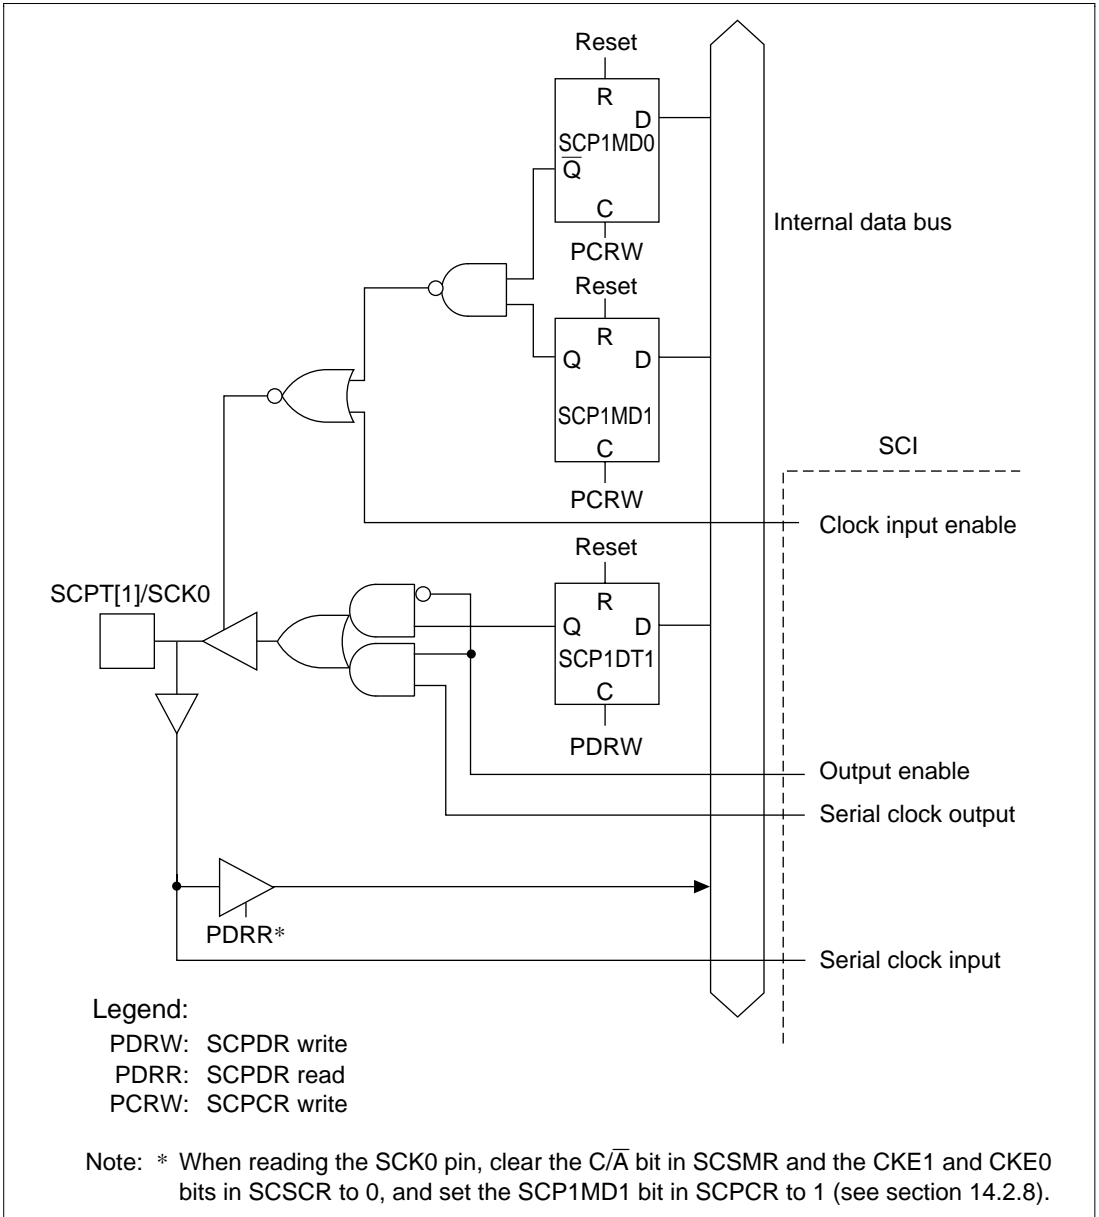 Reset
R
D
SCP1MD0
Q̅
C
PCRW
Internal data bus
Reset
R
Q D
SCP1MD1
C
PCRW
SCI
Clock input enable
Reset
SCPT[1]/SCK0
R
Q D
SCP1DT1
C
PDRW
Output enable
Serial clock output
PDRR*
Serial clock input
Legend:
PDRW: SCPDR write
PDRR: SCPDR read
PCRW: SCPCR write
Note: * When reading the SCK0 pin, clear the C/A̅ bit in SCSMR and the CKE1 and CKE0
bits in SCSCR to 0, and set the SCP1MD1 bit in SCPCR to 1 (see section 14.2.8).